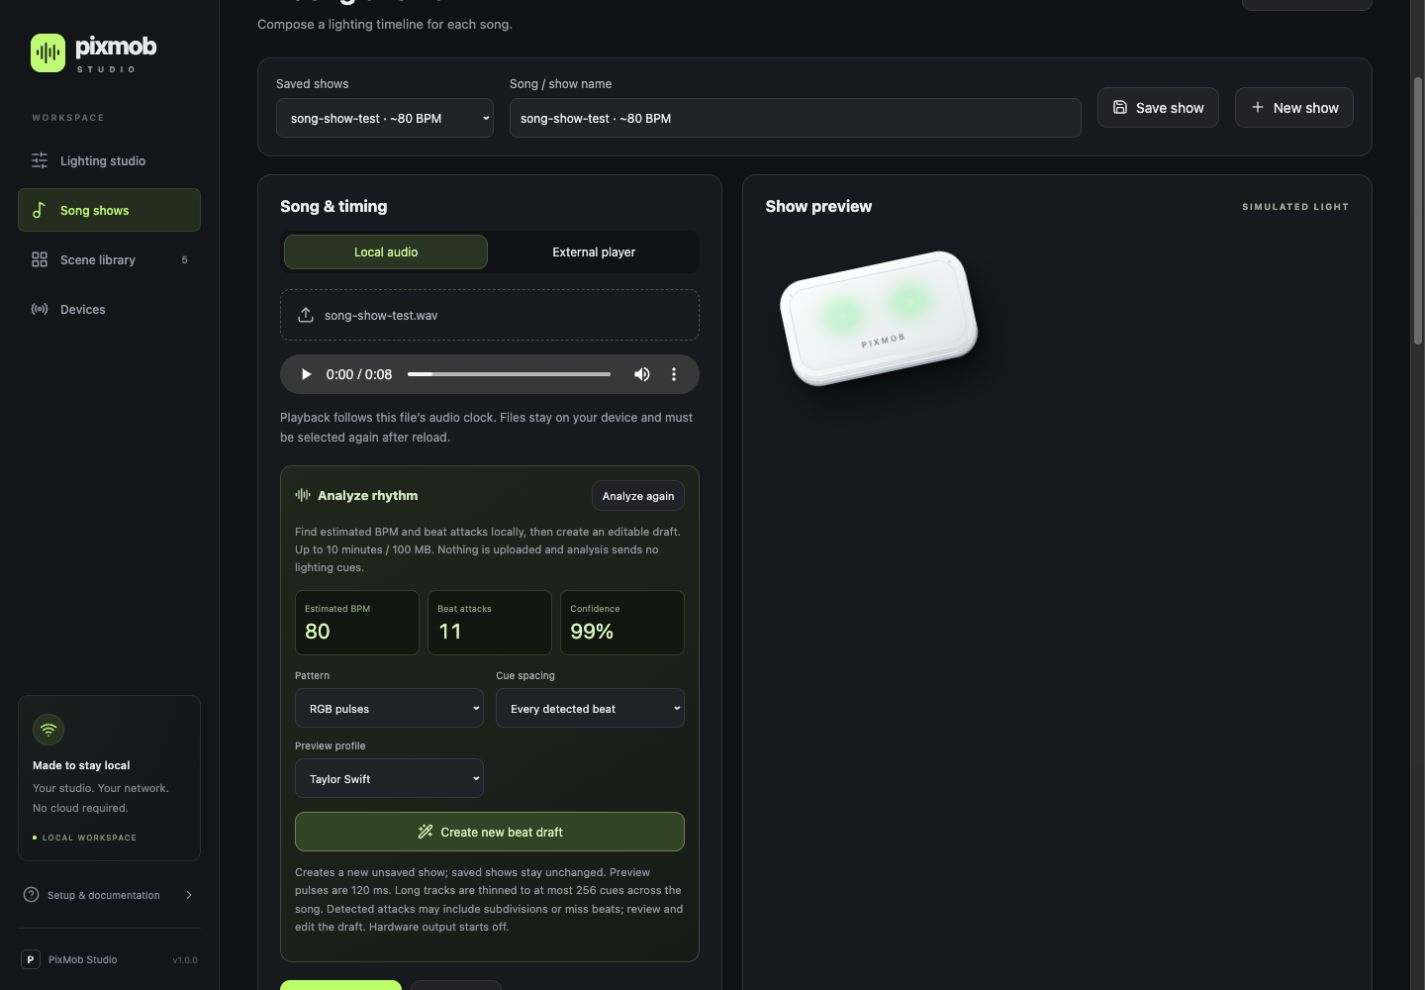 pixmob
STUDIO
WORKSPACE
Lighting studio
Song shows
Scene library 5
Devices
Made to stay local
Your studio. Your network.
No cloud required.
LOCAL WORKSPACE
Setup & documentation
P PixMob Studio v1.0.0
Compose a lighting timeline for each song.
Saved shows
song-show-test · ~80 BPM
Song / show name
song-show-test · ~80 BPM
Save show
New show
Song & timing
Local audio
External player
song-show-test.wav
0:00 / 0:08
Playback follows this file's audio clock. Files stay on your device and must
be selected again after reload.
Analyze rhythm
Analyze again
Find estimated BPM and beat attacks locally, then create an editable draft.
Up to 10 minutes / 100 MB. Nothing is uploaded and analysis sends no
lighting cues.
Estimated BPM
80
Beat attacks
11
Confidence
99%
Pattern
RGB pulses
Cue spacing
Every detected beat
Preview profile
Taylor Swift
Create new beat draft
Creates a new unsaved show; saved shows stay unchanged. Preview
pulses are 120 ms. Long tracks are thinned to at most 256 cues across the
song. Detected attacks may include subdivisions or miss beats; review and
edit the draft. Hardware output starts off.
Show preview
SIMULATED LIGHT
PIXMOB